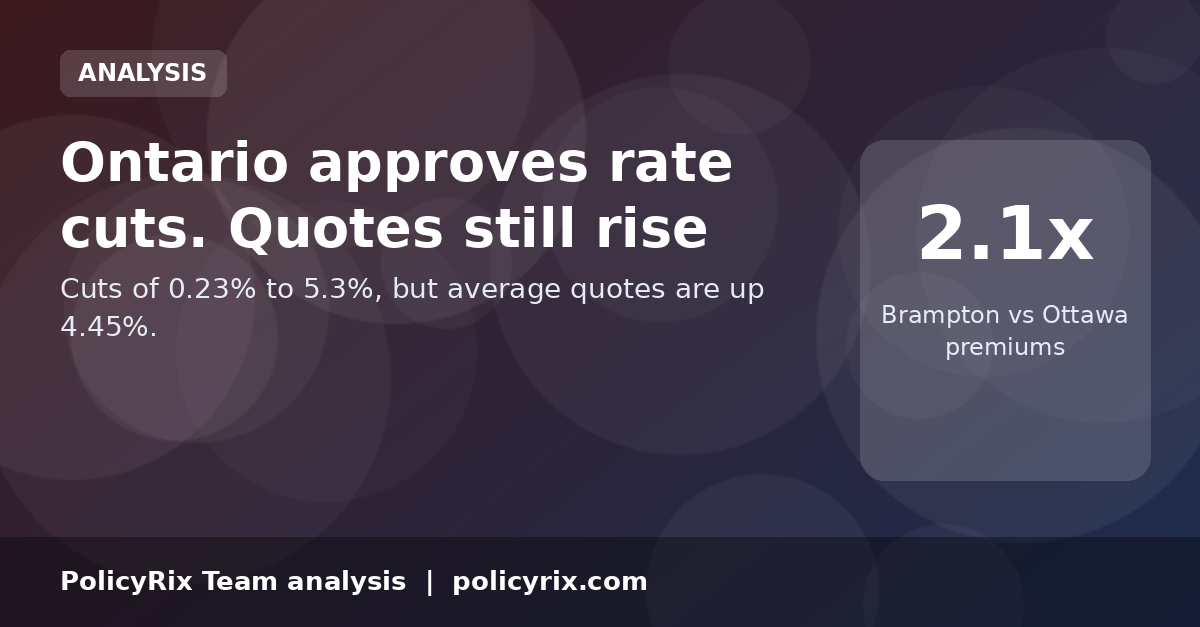 ANALYSIS
Ontario approves rate
cuts. Quotes still rise
Cuts of 0.23% to 5.3%, but average quotes are up
4.45%.
2.1x
Brampton vs Ottawa
premiums
PolicyRix Team analysis | policyrix.com